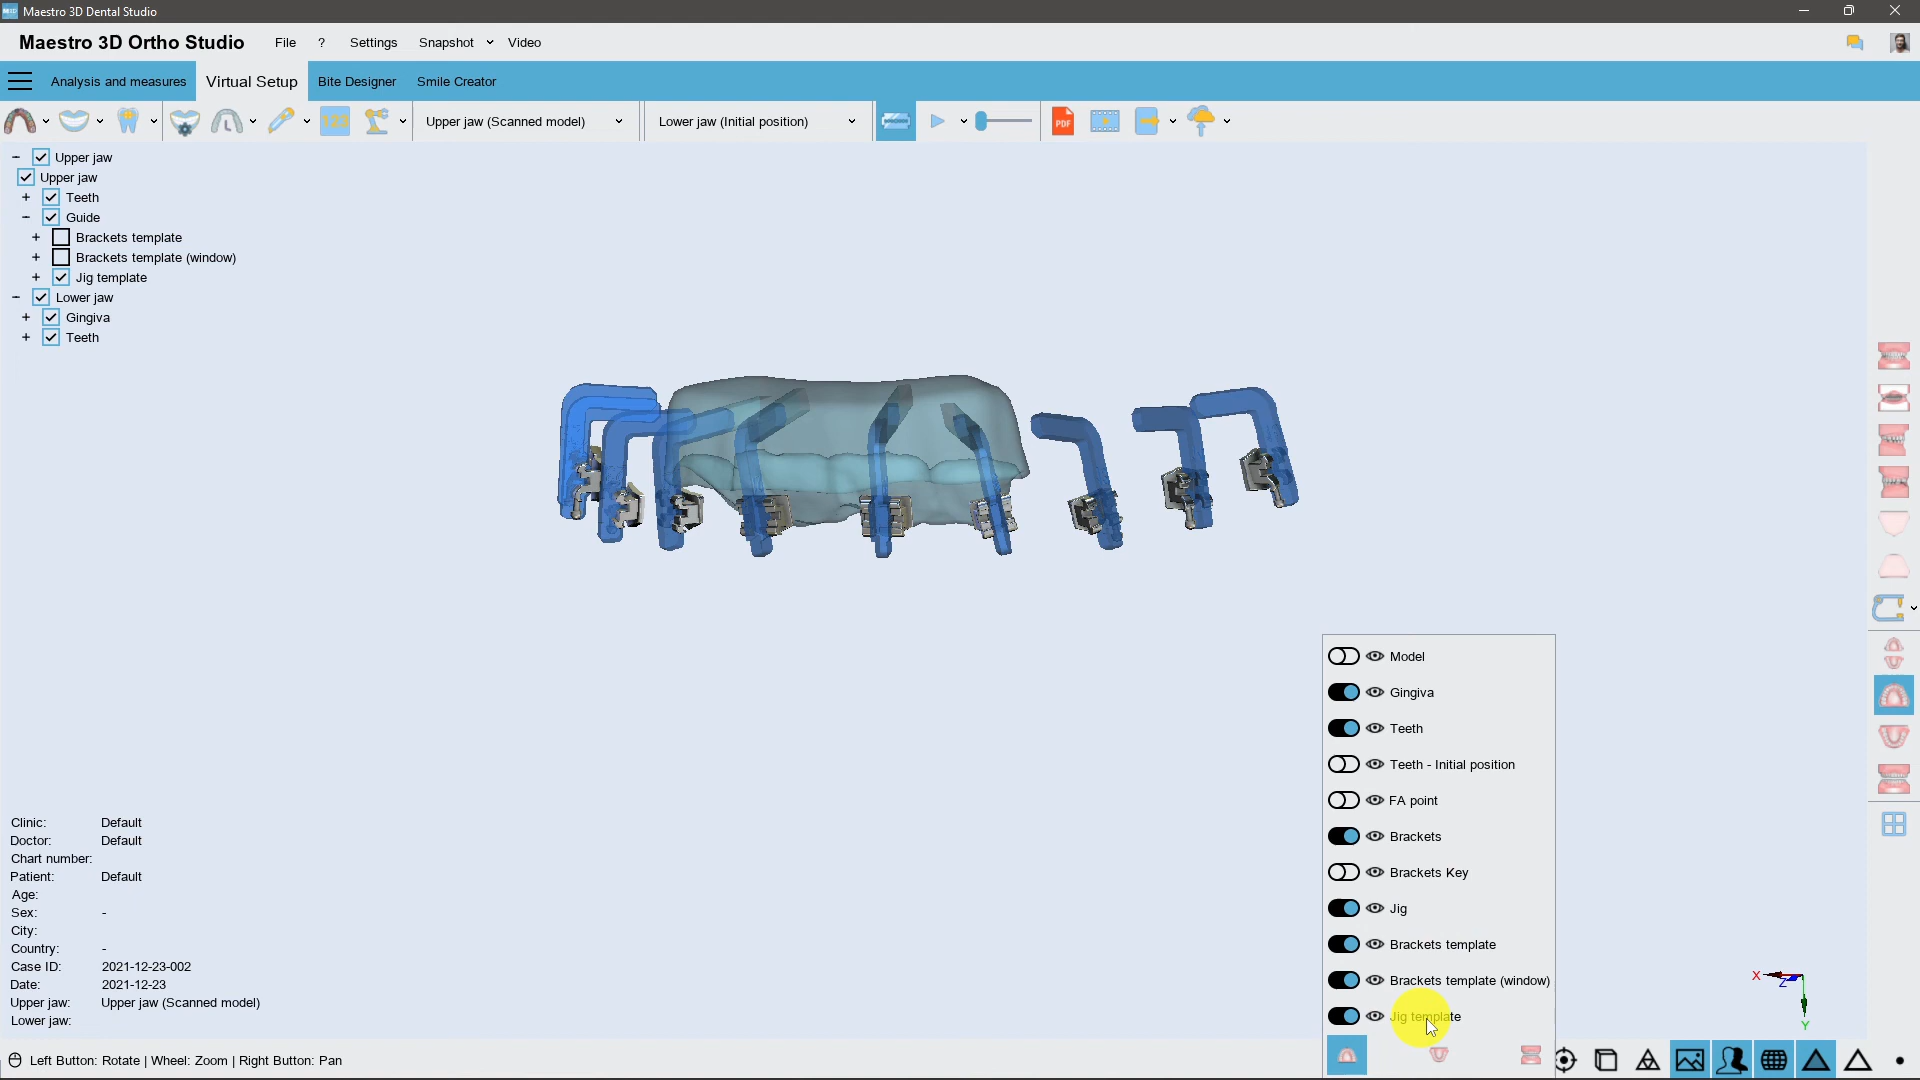 Maestro 3D Dental Studio
Maestro 3D Ortho Studio File ? Settings Snapshot Video
Analysis and measures Virtual Setup Bite Designer Smile Creator
123 Upper jaw (Scanned model) Lower jaw (Initial position) PDF
Upper jaw
Upper jaw
Teeth
Guide
Brackets template
Brackets template (window)
Jig template
Lower jaw
Gingiva
Teeth
Model
Gingiva
Teeth
Teeth - Initial position
FA point
Brackets
Brackets Key
Jig
Brackets template
Brackets template (window)
Jig template
Clinic: Default
Doctor: Default
Chart number:
Patient: Default
Age:
Sex: -
City:
Country: -
Case ID: 2021-12-23-002
Date: 2021-12-23
Upper jaw: Upper jaw (Scanned model)
Lower jaw:
X
Z
Y
Left Button: Rotate | Wheel: Zoom | Right Button: Pan